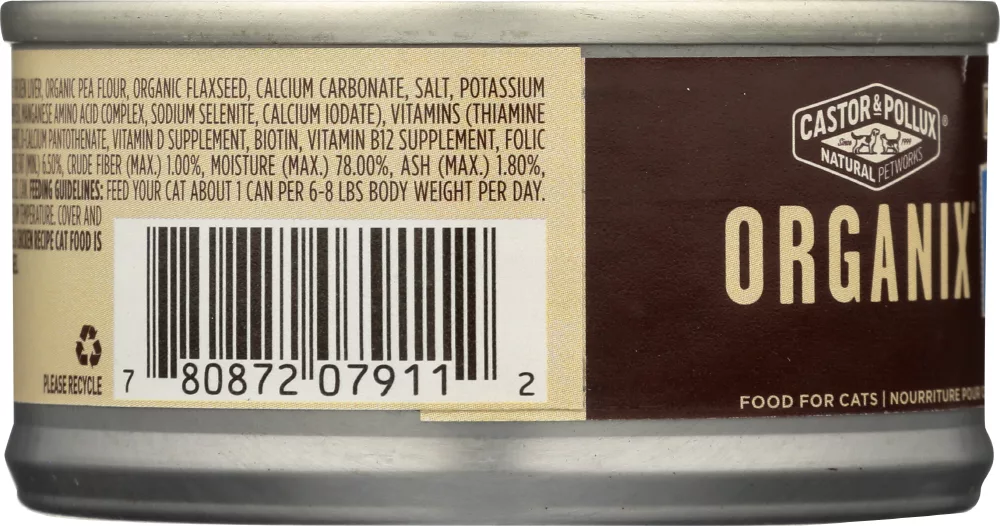 LIVER, ORGANIC PEA FLOUR, ORGANIC FLAXSEED, CALCIUM CARBONATE, SALT, POTASSIUM
MANGANESE AMINO ACID COMPLEX, SODIUM SELENITE, CALCIUM IODATE), VITAMINS (THIAMINE
D-CALCIUM PANTOTHENATE, VITAMIN D SUPPLEMENT, BIOTIN, VITAMIN B12 SUPPLEMENT, FOLIC
(MIN.) 6.50%, CRUDE FIBER (MAX.) 1.00%, MOISTURE (MAX.) 78.00%, ASH (MAX.) 1.80%,
FEEDING GUIDELINES: FEED YOUR CAT ABOUT 1 CAN PER 6-8 LBS BODY WEIGHT PER DAY.
TEMPERATURE. COVER AND
CHICKEN RECIPE CAT FOOD IS
PLEASE RECYCLE
7 80872 07911 2
CASTOR & POLLUX®
Since 1999
NATURAL PETWORKS
ORGANIX®
FOOD FOR CATS | NOURRITURE POUR